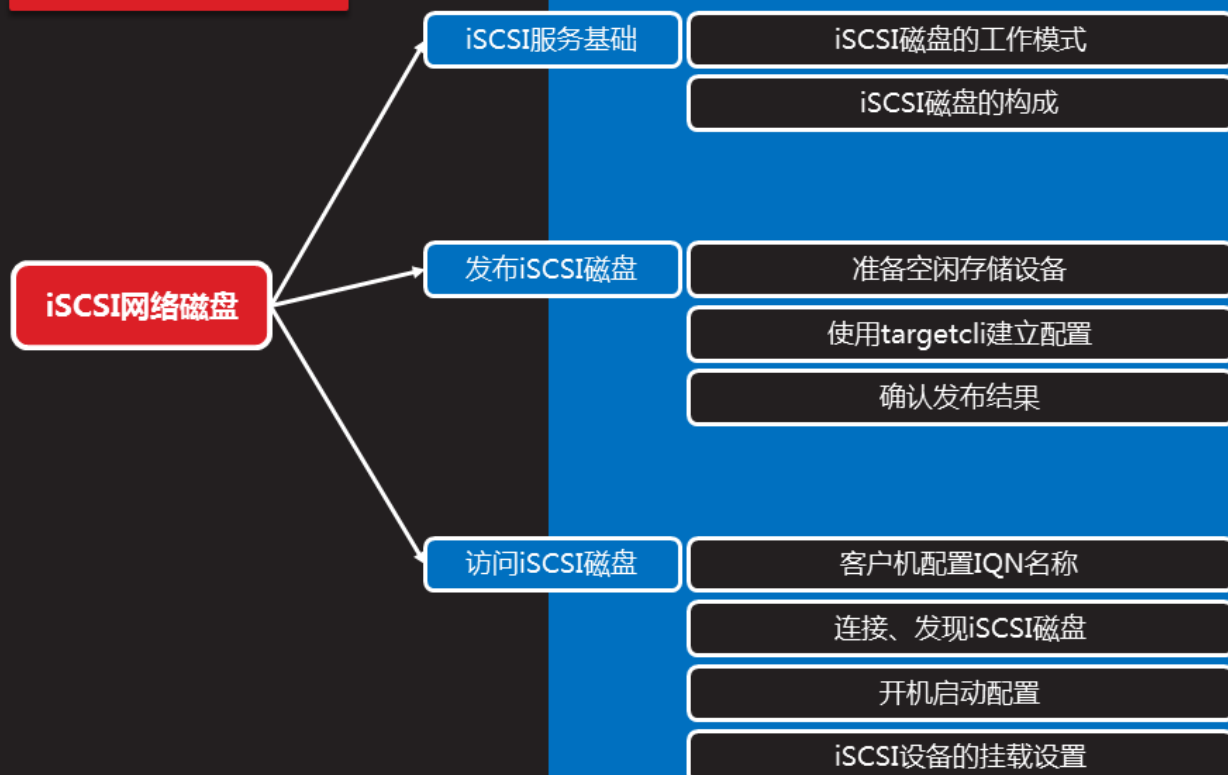 iSCSI服务基础
iSCSI磁盘的工作模式
iSCSI磁盘的构成
iSCSI网络磁盘
发布iSCSI磁盘
准备空闲存储设备
使用targetcli建立配置
确认发布结果
访问iSCSI磁盘
客户机配置IQN名称
连接、发现iSCSI磁盘
开机启动配置
iSCSI设备的挂载设置